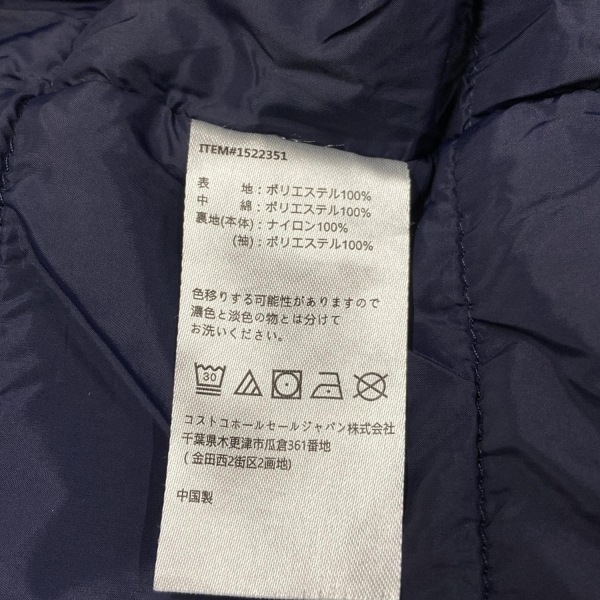 ITEM#1522351
表　地：ポリエステル100%
中　綿：ポリエステル100%
裏地(本体)：ナイロン100%
(袖)：ポリエステル100%
色移りする可能性がありますので
濃色と淡色の物とは分けて
お洗いください。
30
コストコホールセールジャパン株式会社
千葉県木更津市瓜倉361番地
(金田西2街区2画地)
中国製